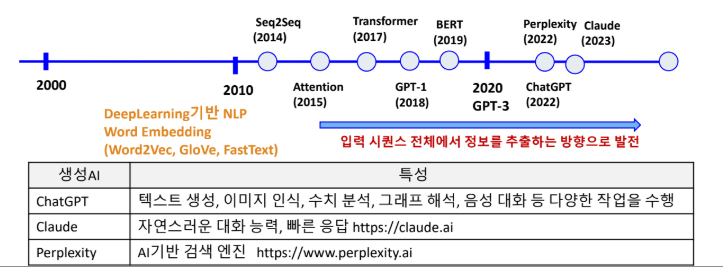 Seq2Seq
(2014)
Transformer
(2017)
BERT
(2019)
Perplexity
(2022)
Claude
(2023)
2000
2010
Attention
(2015)
GPT-1
(2018)
2020
GPT-3
ChatGPT
(2022)
DeepLearning기반 NLP
Word Embedding
(Word2Vec, GloVe, FastText)
입력 시퀀스 전체에서 정보를 추출하는 방향으로 발전
생성AI 특성
ChatGPT 텍스트 생성, 이미지 인식, 수치 분석, 그래프 해석, 음성 대화 등 다양한 작업을 수행
Claude 자연스러운 대화 능력, 빠른 응답 https://claude.ai
Perplexity AI기반 검색 엔진 https://www.perplexity.ai